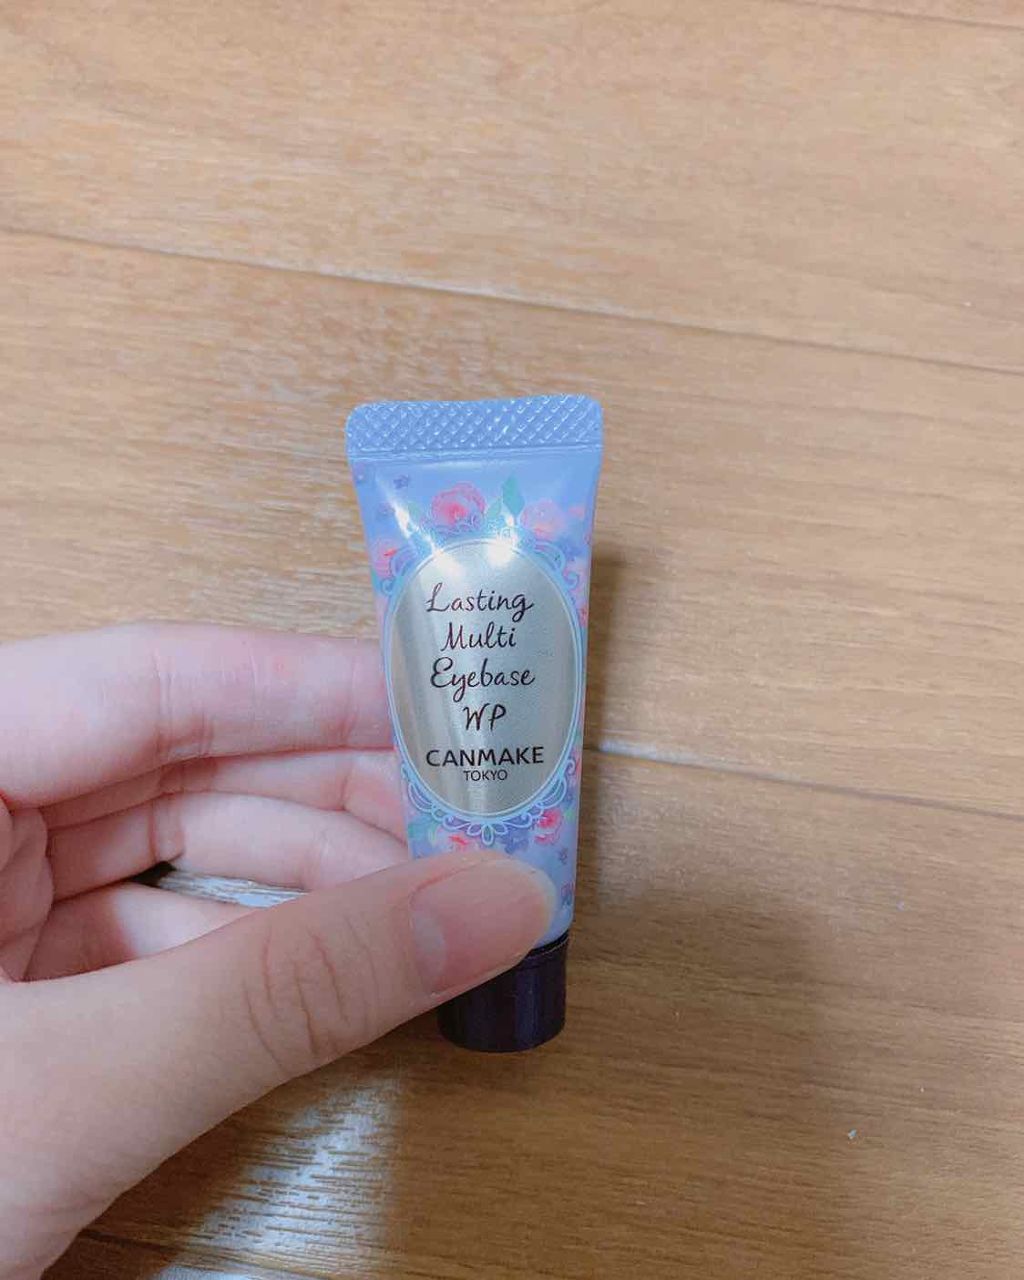 Lasting
Multi
Eyebase
WP
CANMAKE
TOKYO